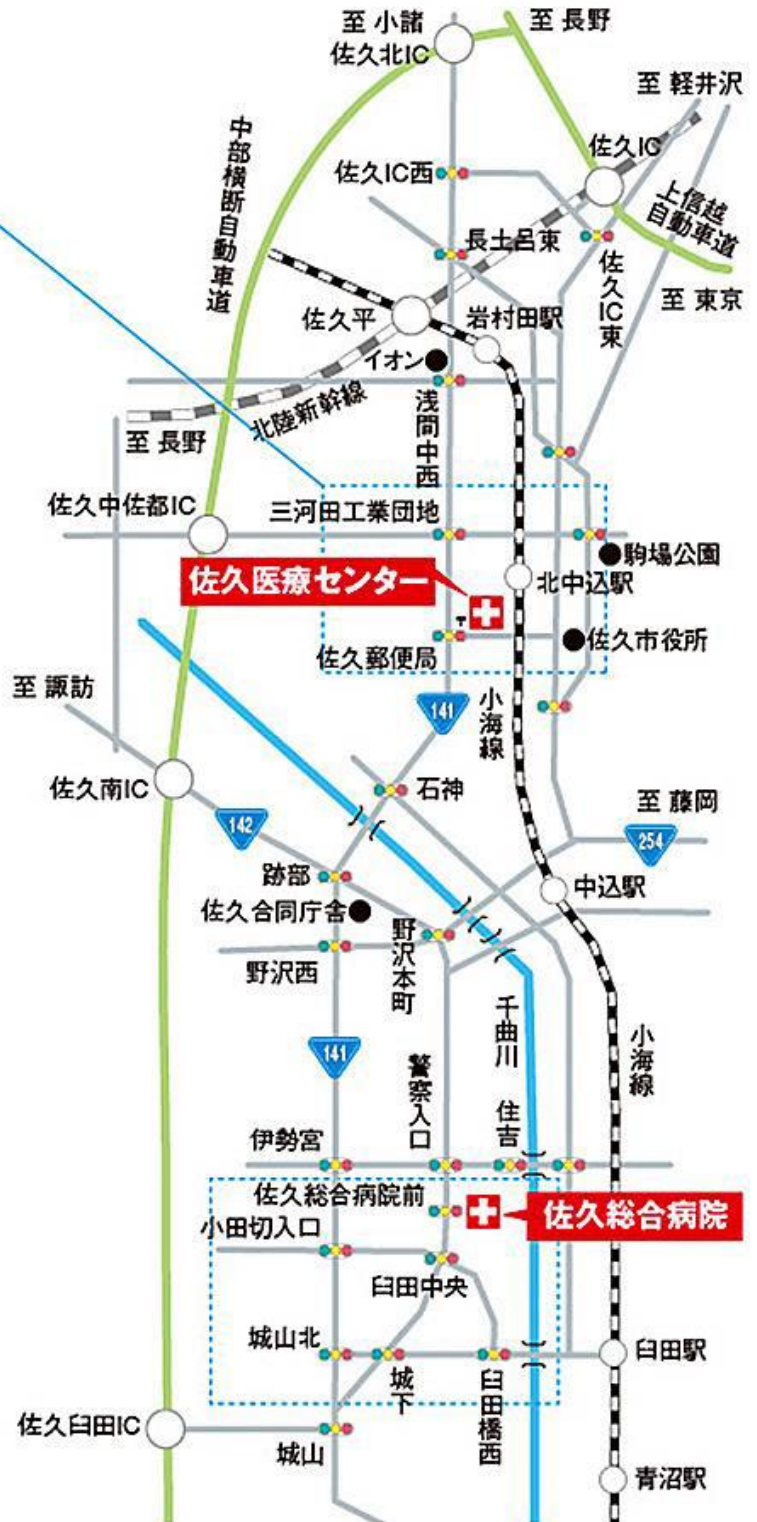 至 小諸
至 長野
佐久北IC
至 軽井沢
中部横断自動車道
佐久IC
佐久IC西
上信越
自動車道
長土呂東
佐久IC東
至 東京
佐久平
岩村田駅
イオン
北陸新幹線
浅間中西
至 長野
佐久中佐都IC
三河田工業団地
駒場公園
佐久医療センター
北中込駅
〒
佐久郵便局
佐久市役所
至 諏訪
141
小海線
佐久南IC
石神
至 藤岡
142
254
跡部
中込駅
佐久合同庁舎
野沢本町
野沢西
千曲川
小海線
141
警察入口
住吉
伊勢宮
佐久総合病院前
佐久総合病院
小田切入口
臼田中央
城山北
臼田駅
城下
臼田橋西
佐久臼田IC
城山
青沼駅